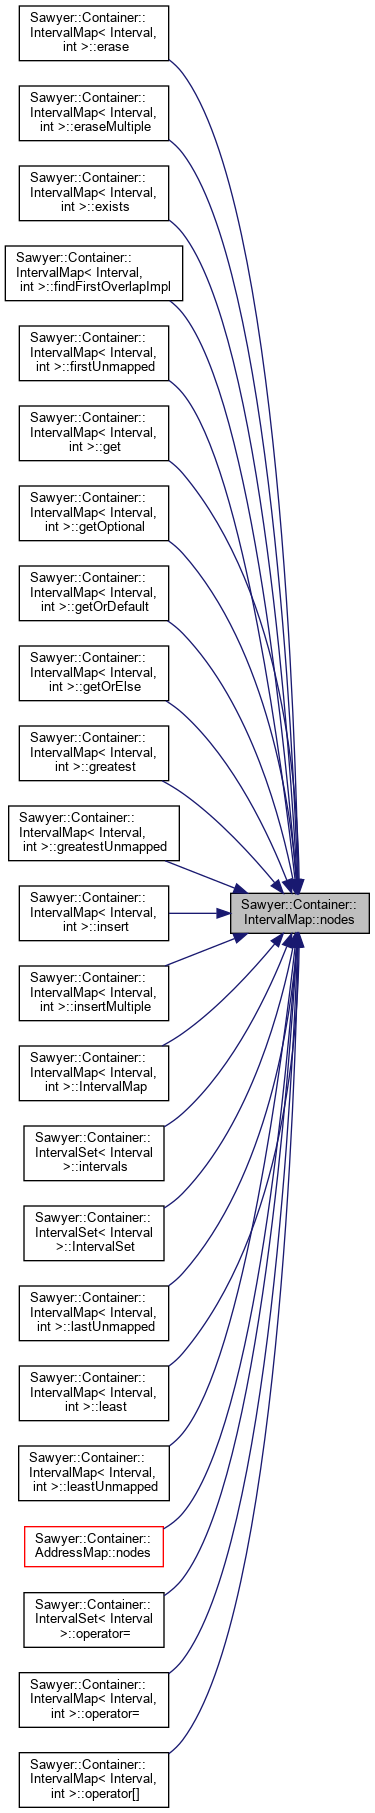 Sawyer::Container::
IntervalMap< Interval,
int >::erase
Sawyer::Container::
IntervalMap< Interval,
int >::eraseMultiple
Sawyer::Container::
IntervalMap< Interval,
int >::exists
Sawyer::Container::
IntervalMap< Interval,
int >::findFirstOverlapImpl
Sawyer::Container::
IntervalMap< Interval,
int >::firstUnmapped
Sawyer::Container::
IntervalMap< Interval,
int >::get
Sawyer::Container::
IntervalMap< Interval,
int >::getOptional
Sawyer::Container::
IntervalMap< Interval,
int >::getOrDefault
Sawyer::Container::
IntervalMap< Interval,
int >::getOrElse
Sawyer::Container::
IntervalMap< Interval,
int >::greatest
Sawyer::Container::
IntervalMap< Interval,
int >::greatestUnmapped
Sawyer::Container::
IntervalMap::nodes
Sawyer::Container::
IntervalMap< Interval,
int >::insert
Sawyer::Container::
IntervalMap< Interval,
int >::insertMultiple
Sawyer::Container::
IntervalMap< Interval,
int >::IntervalMap
Sawyer::Container::
IntervalSet< Interval
>::intervals
Sawyer::Container::
IntervalSet< Interval
>::IntervalSet
Sawyer::Container::
IntervalMap< Interval,
int >::lastUnmapped
Sawyer::Container::
IntervalMap< Interval,
int >::least
Sawyer::Container::
IntervalMap< Interval,
int >::leastUnmapped
Sawyer::Container::
AddressMap::nodes
Sawyer::Container::
IntervalSet< Interval
>::operator=
Sawyer::Container::
IntervalMap< Interval,
int >::operator=
Sawyer::Container::
IntervalMap< Interval,
int >::operator[]